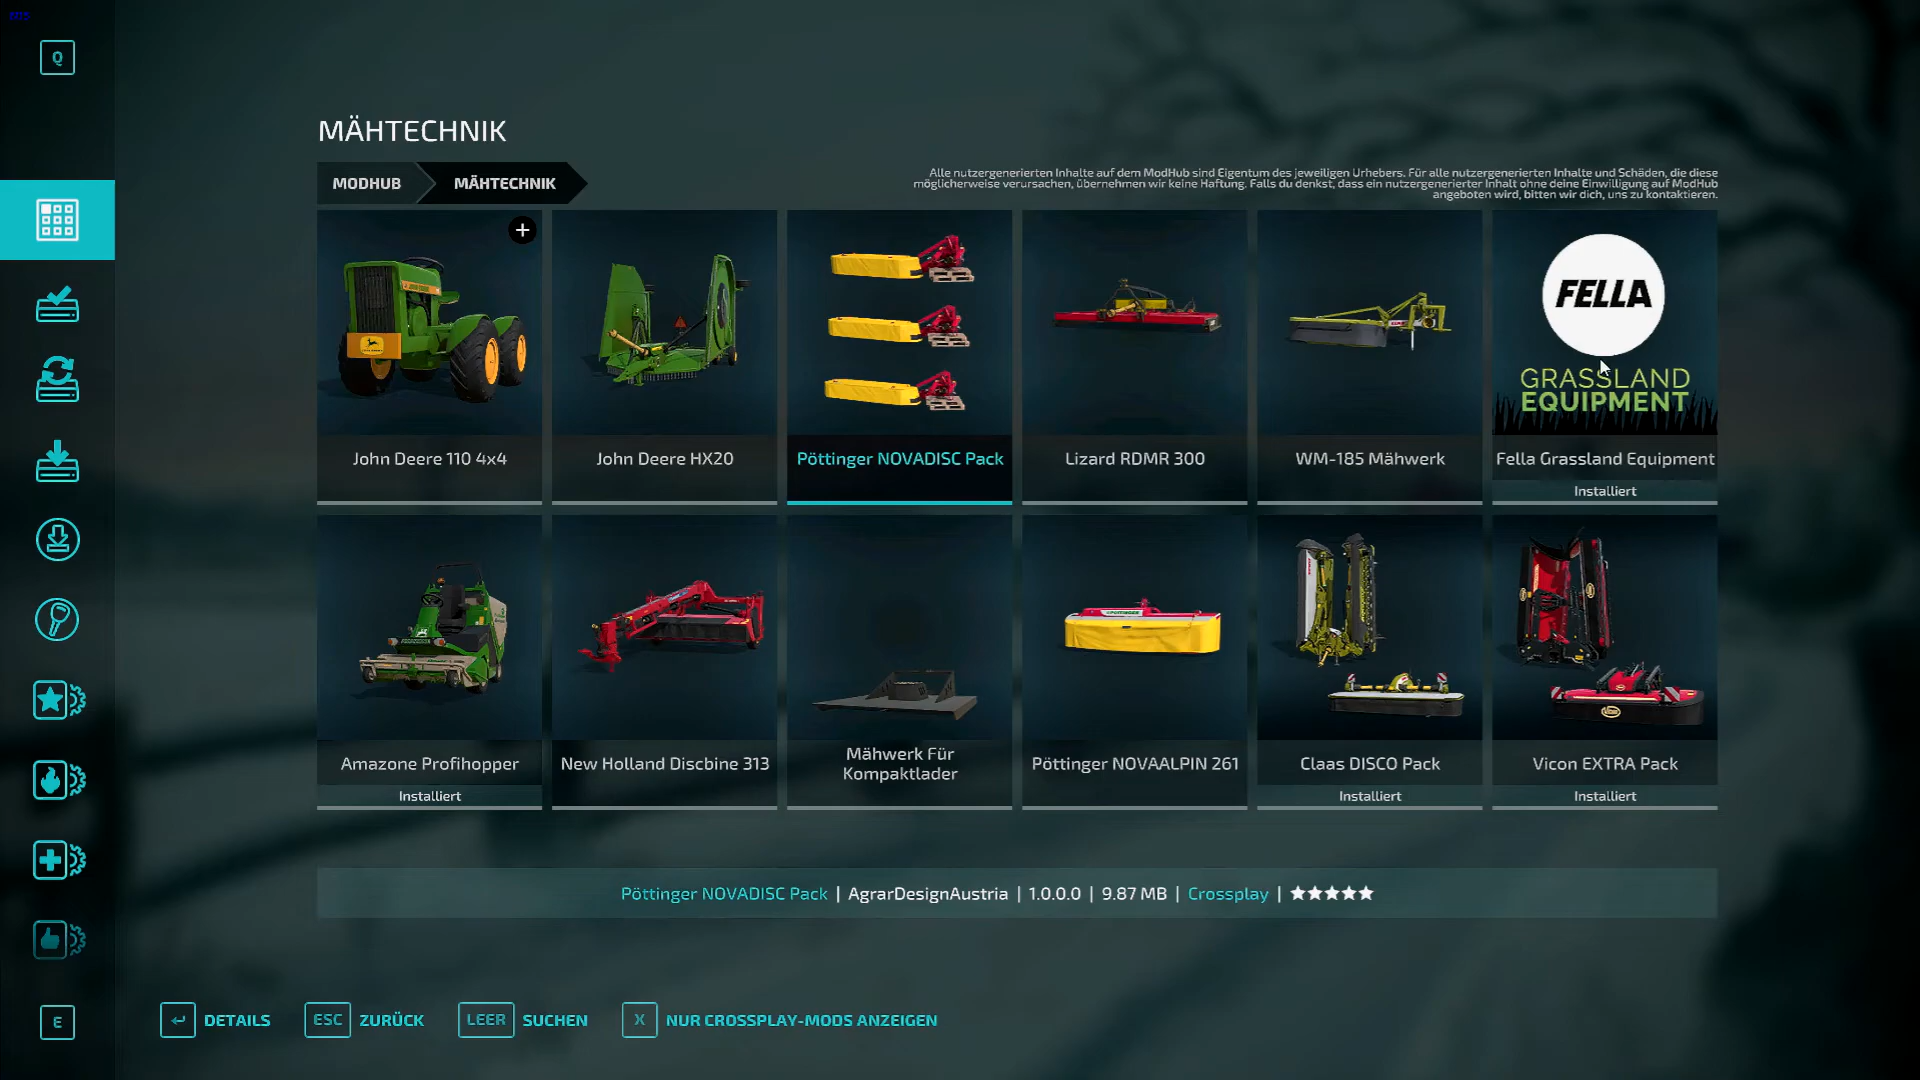 Q
MÄHTECHNIK
MODHUB
MÄHTECHNIK
Alle nutzergenerierten Inhalte auf dem ModHub sind Eigentum des jeweiligen Urhebers. Für alle nutzergenerierten Inhalte und Schäden, die diese
möglicherweise verursachen, übernehmen wir keine Haftung. Falls du denkst, dass ein nutzergenerierter Inhalt ohne deine Einwilligung auf ModHub
angeboten wird, bitten wir dich, uns zu kontaktieren.
FELLA
GRASSLAND
EQUIPMENT
John Deere 110 4x4
John Deere HX20
Pöttinger NOVADISC Pack
Lizard RDMR 300
WM-185 Mähwerk
Fella Grassland Equipment
Installiert
PÖTTINGER
Amazone Profihopper
Installiert
New Holland Discbine 313
Mähwerk Für
Kompaktlader
Pöttinger NOVAALPIN 261
Claas DISCO Pack
Installiert
Vicon EXTRA Pack
Installiert
Pöttinger NOVADISC Pack | AgrarDesignAustria | 1.0.0.0 | 9.87 MB | Crossplay | ★★★★★
E
DETAILS
ESC ZURÜCK
LEER SUCHEN
X NUR CROSSPLAY-MODS ANZEIGEN